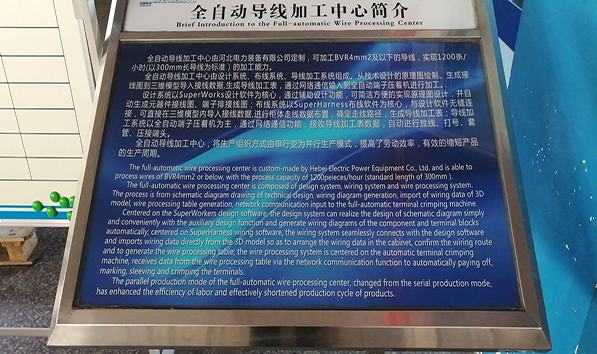 全自动导线加工中心简介
Brief Introduction to the Full-automatic Wire Processing Center
全自动导线加工中心由河北电力装备有限公司定制，可加工BVR4mm2及以下的导线，实现1200条/
小时(以300mm长导线为标准）的加工能力。
全自动导线加工中心由设计系统、布线系统、导线加工系统组成。从技术设计的原理图绘制、生成接
线图到三维模型导入接线数据,生成导线加工表，通过网络通信输入到全自动端子压着机进行加工。
设计系统以SuperWorks设计软件为核心，通过辅助设计功能，可简洁方便的实现原理图设计，并自
动生成元器件接线图、端子排接线图；布线系统以SuperHarness布线软件为核心，与设计软件无缝连
接，可直接在三维模型内导入接线数据,进行柜体走线数据布置，确定走线路径，生成导线加工表；导线加
工系统以全自动端子压着机为主，通过网络通信功能，接收导线加工表数据，自动进行放线、打号、套
管、压接端头。
全自动导线加工中心，将生产组织方式由串行变为并行生产模式，提高了劳动效率，有效的缩短产品
的生产周期。
The full-automatic wire processing center is custom-made by Hebei Electric Power Equipment Co., Ltd. and is able to
process wires of BVR4mm2 or below, with the process capacity of 1200peieces/hour (standard length of 300mm).
The full-automatic wire processing center is composed of design system, wiring system and wire processing system.
The process is from schematic diagram drawing of technical design, wiring diagram generation, import of wiring data of 3D
model, wire processing table generation, network communication input to the full-automatic terminal crimping machine.
Centered on the SuperWorkers design software, the design system can realize the design of schematic diagram simply
and conveniently with the auxiliary design function and generate wiring diagrams of the component and terminal blocks
automatically; centered on SuperHarness wiring software, the wiring system seamlessly connects with the design software
and imports wiring data directly from the 3D model so as to arrange the wiring data in the cabinet, confirm the wiring route
and to generate the wire processing table; the wire processing system is centered on the automatic terminal crimping
machine, receives data from the wire processing table via the network communication function to automatically paying off,
marking, sleeving and crimping the terminals.
The parallel production mode of the full-automatic wire processing center, changed from the serial production mode,
has enhanced the efficiency of labor and effectively shortened production cycle of products.